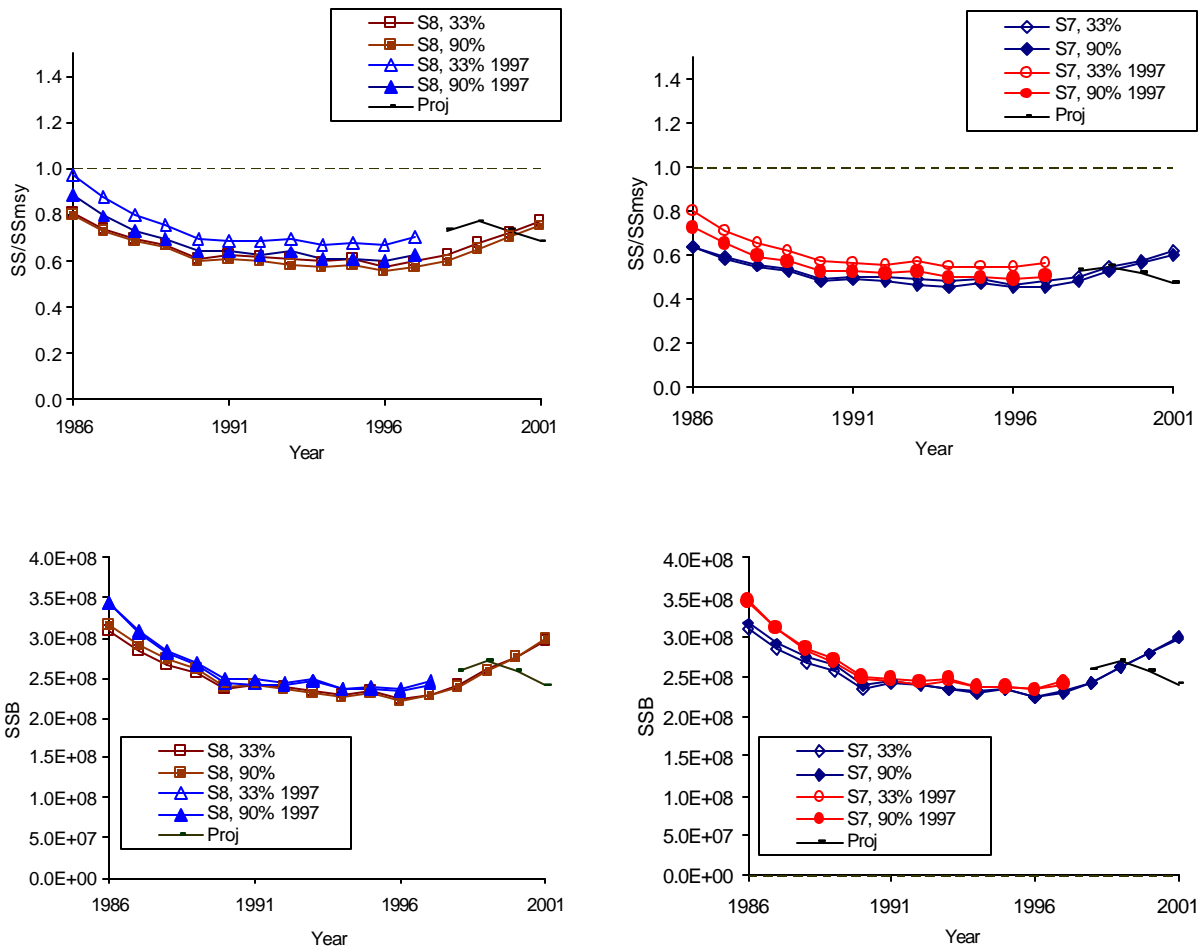 S8, 33%
S8, 90%
S8, 33% 1997
S8, 90% 1997
Proj
SS/SSmsy
1.4
1.2
1.0
0.8
0.6
0.4
0.2
0.0
1986 1991 1996 2001
Year
S7, 33%
S7, 90%
S7, 33% 1997
S7, 90% 1997
Proj
SS/SSmsy
1.4
1.2
1.0
0.8
0.6
0.4
0.2
0.0
1986 1991 1996 2001
Year
SSB
4.0E+08
3.5E+08
3.0E+08
2.5E+08
2.0E+08
1.5E+08
1.0E+08
5.0E+07
0.0E+00
S8, 33%
S8, 90%
S8, 33% 1997
S8, 90% 1997
Proj
1986 1991 1996 2001
Year
SSB
4.0E+08
3.5E+08
3.0E+08
2.5E+08
2.0E+08
1.5E+08
1.0E+08
5.0E+07
0.0E+00
S7, 33%
S7, 90%
S7, 33% 1997
S7, 90% 1997
Proj
1986 1991 1996 2001
Year